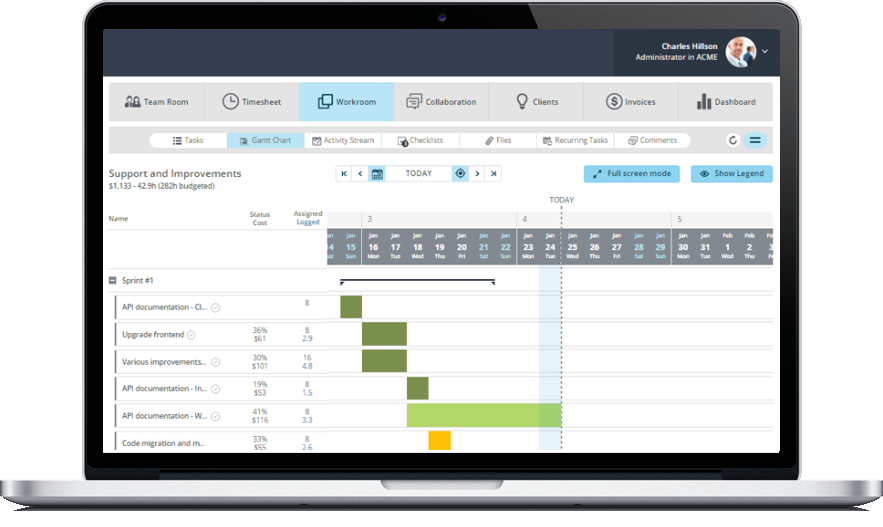 Charles Hillson
Administrator in ACME
Team Room Timesheet Workroom Collaboration Clients Invoices Dashboard
Tasks Gantt Chart Activity Stream Checklists Files Recurring Tasks Comments
Support and Improvements
$1,133 - 42.9h (282h budgeted)
TODAY
Full screen mode
Show Legend
TODAY
Name Status Cost Assigned Logged
3 4 5
Jan Jan Jan Jan Jan Jan Jan Jan Jan Jan Jan Jan Jan Jan Jan Jan Feb Feb
15 16 17 18 19 20 21 22 23 24 25 26 27 28 29 30 31 1 2
Sun Mon Tue Wed Thu Fri Sat Sun Mon Tue Wed Thu Fri Sat Sun Mon Tue Wed Thu
Sprint #1
API documentation - Cl... 8
Upgrade frontend 36% 8
$61 2.9
Various improvements... 30% 16
$101 4.8
API documentation - In... 19% 8
$53 1.5
API documentation - W... 41% 8
$116 3.3
Code migration and m... 33% 8
$55 2.6